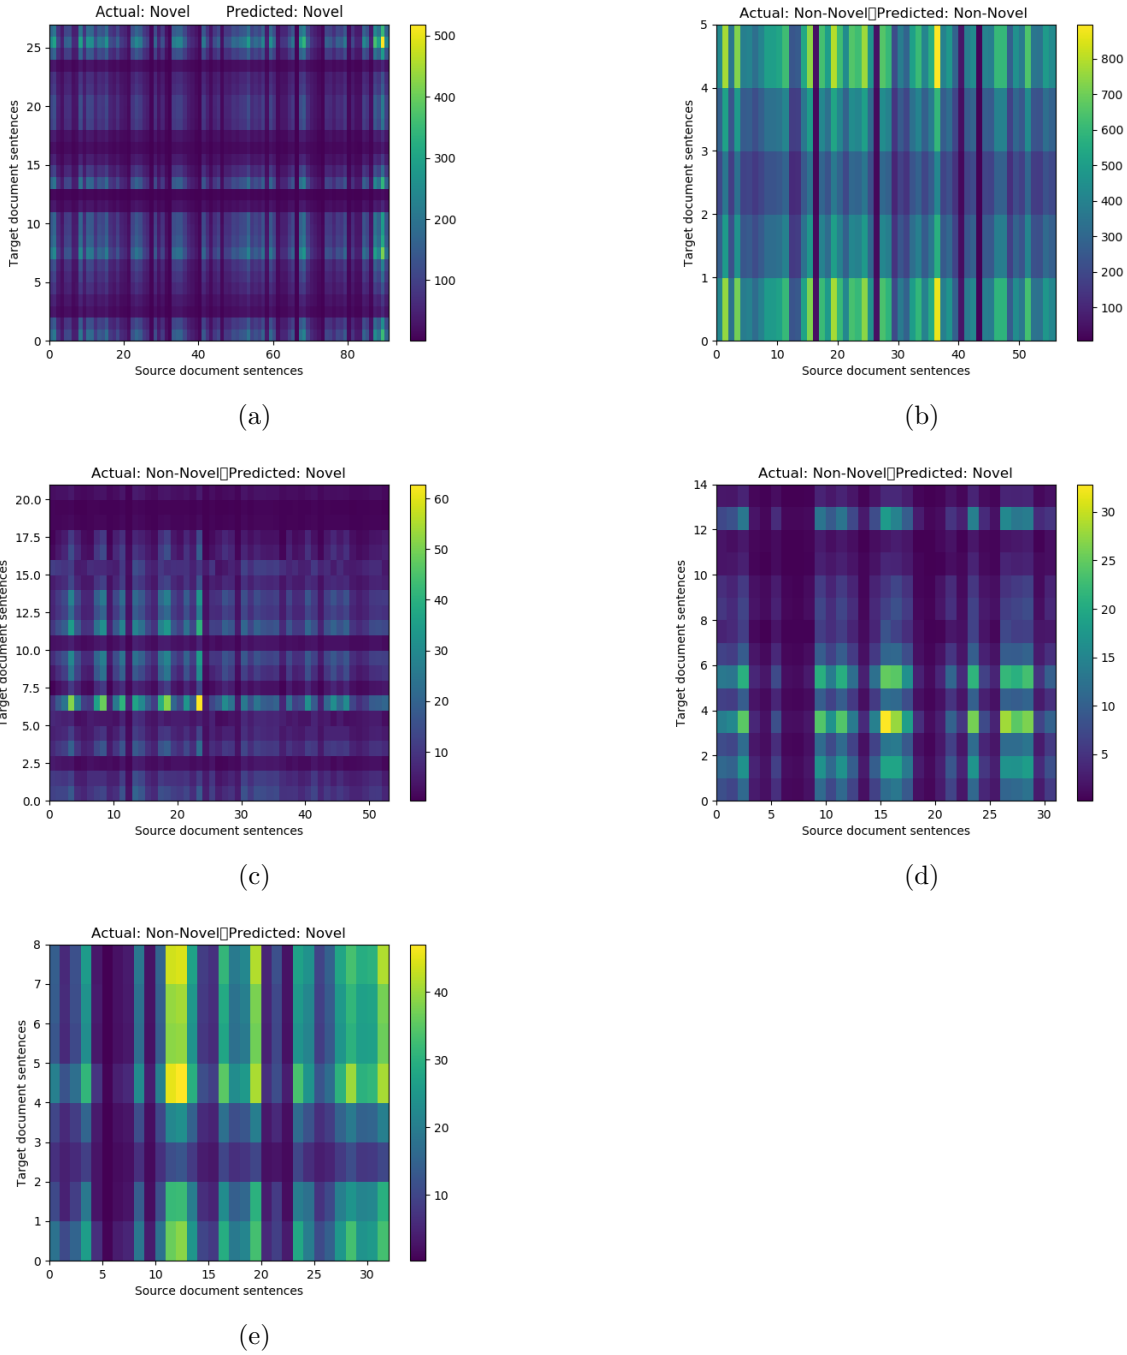 Actual: Novel Predicted: Novel
25
20
15
10
5
0
Target document sentences
0 20 40 60 80
Source document sentences
500
400
300
200
100
(a)
Actual: Non-Novel▯Predicted: Non-Novel
5
4
3
2
1
0
Target document sentences
0 10 20 30 40 50
Source document sentences
800
700
600
500
400
300
200
100
(b)
Actual: Non-Novel▯Predicted: Novel
20.0
17.5
15.0
12.5
10.0
7.5
5.0
2.5
0.0
Target document sentences
0 10 20 30 40 50
Source document sentences
60
50
40
30
20
10
(c)
Actual: Non-Novel▯Predicted: Novel
14
12
10
8
6
4
2
0
Target document sentences
0 5 10 15 20 25 30
Source document sentences
30
25
20
15
10
5
(d)
Actual: Non-Novel▯Predicted: Novel
8
7
6
5
4
3
2
1
0
Target document sentences
0 5 10 15 20 25 30
Source document sentences
40
30
20
10
(e)